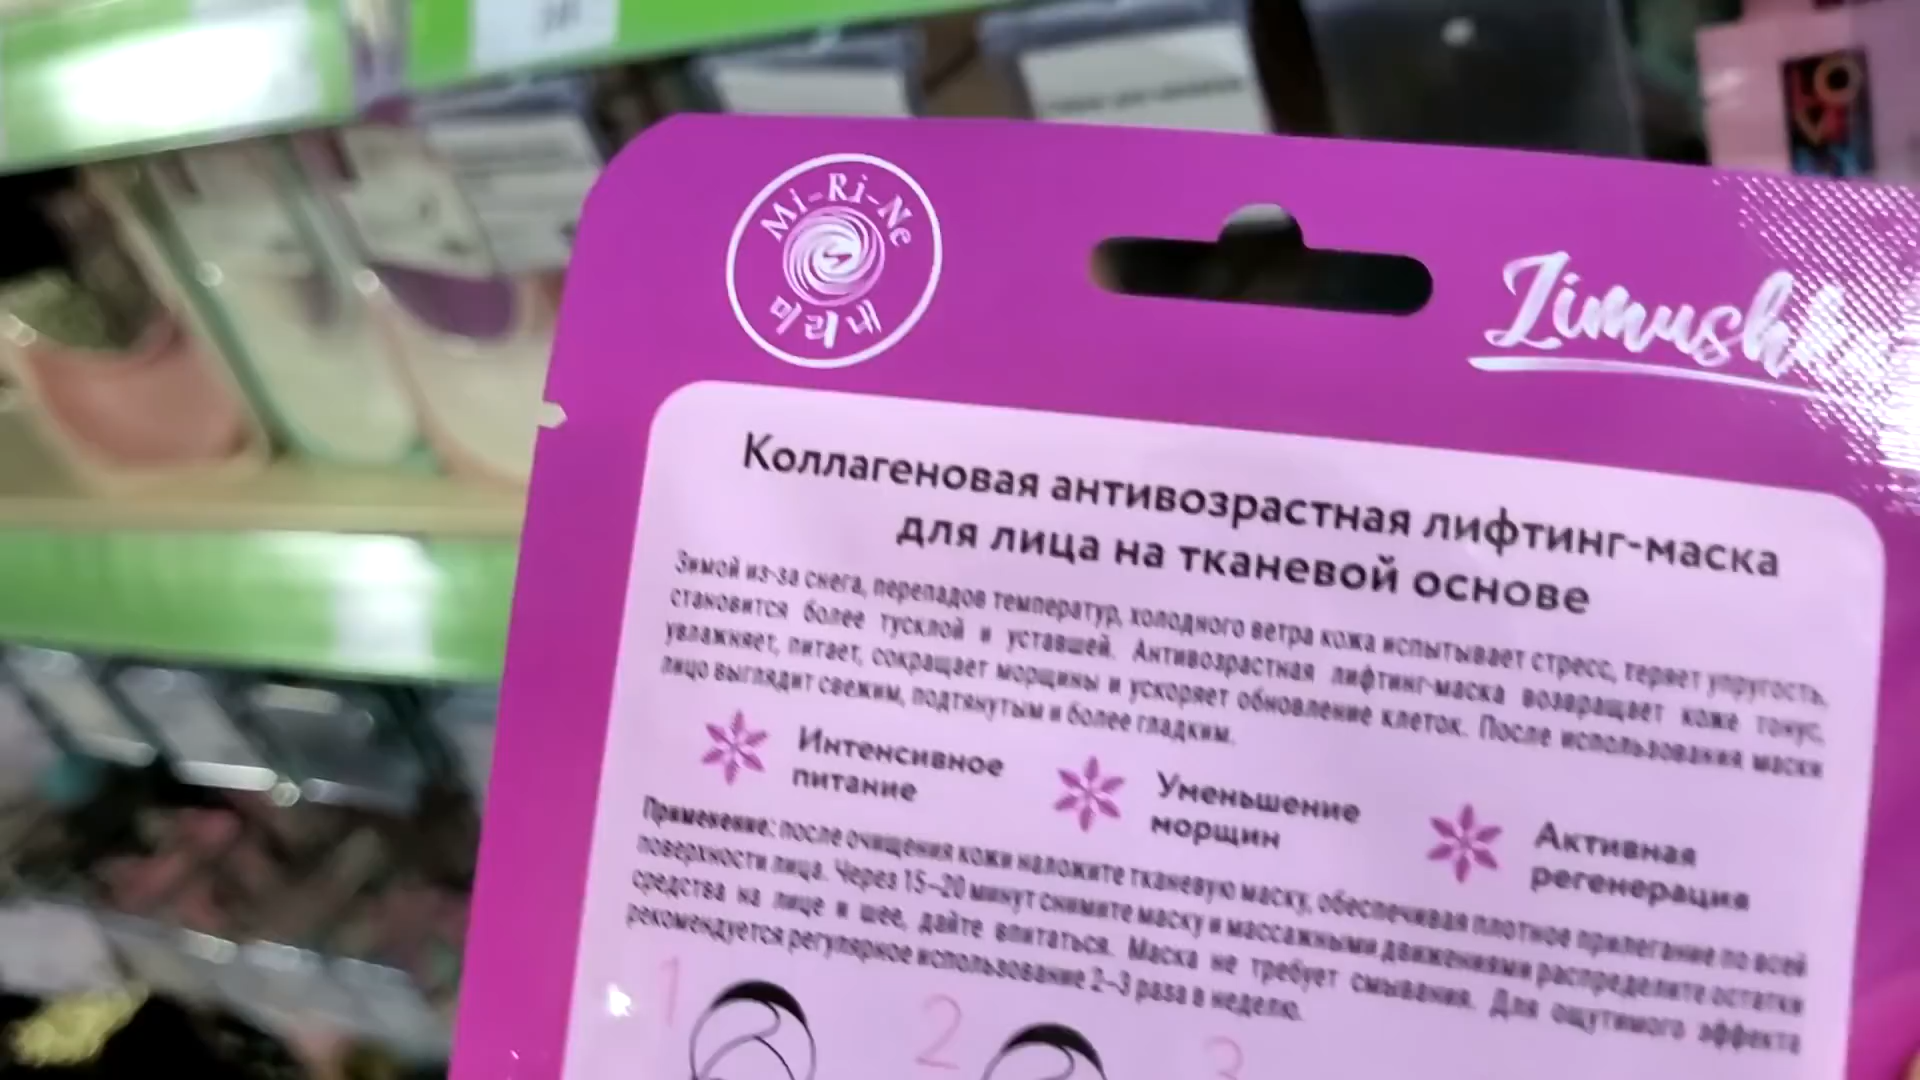 Mi-Ri-Ne
미리내
Zimushka
Коллагеновая антивозрастная лифтинг-маска
для лица на тканевой основе
Зимой из-за снега, перепадов температур, холодного ветра кожа испытывает стресс, теряет упругость,
становится более тусклой и уставшей. Антивозрастная лифтинг-маска возвращает коже тонус,
увлажняет, питает, сокращает морщины и ускоряет обновление клеток. После использования маски
лицо выглядит свежим, подтянутым и более гладким.
Интенсивное
питание
Уменьшение
морщин
Активная
регенерация
Применение: после очищения кожи наложите тканевую маску, обеспечивая плотное прилегание по всей
поверхности лица. Через 15–20 минут снимите маску и массажными движениями распределите остатки
средства на лице и шее, дайте впитаться. Маска не требует смывания. Для ощутимого эффекта
рекомендуется регулярное использование 2–3 раза в неделю.
1
2
3
LOVE